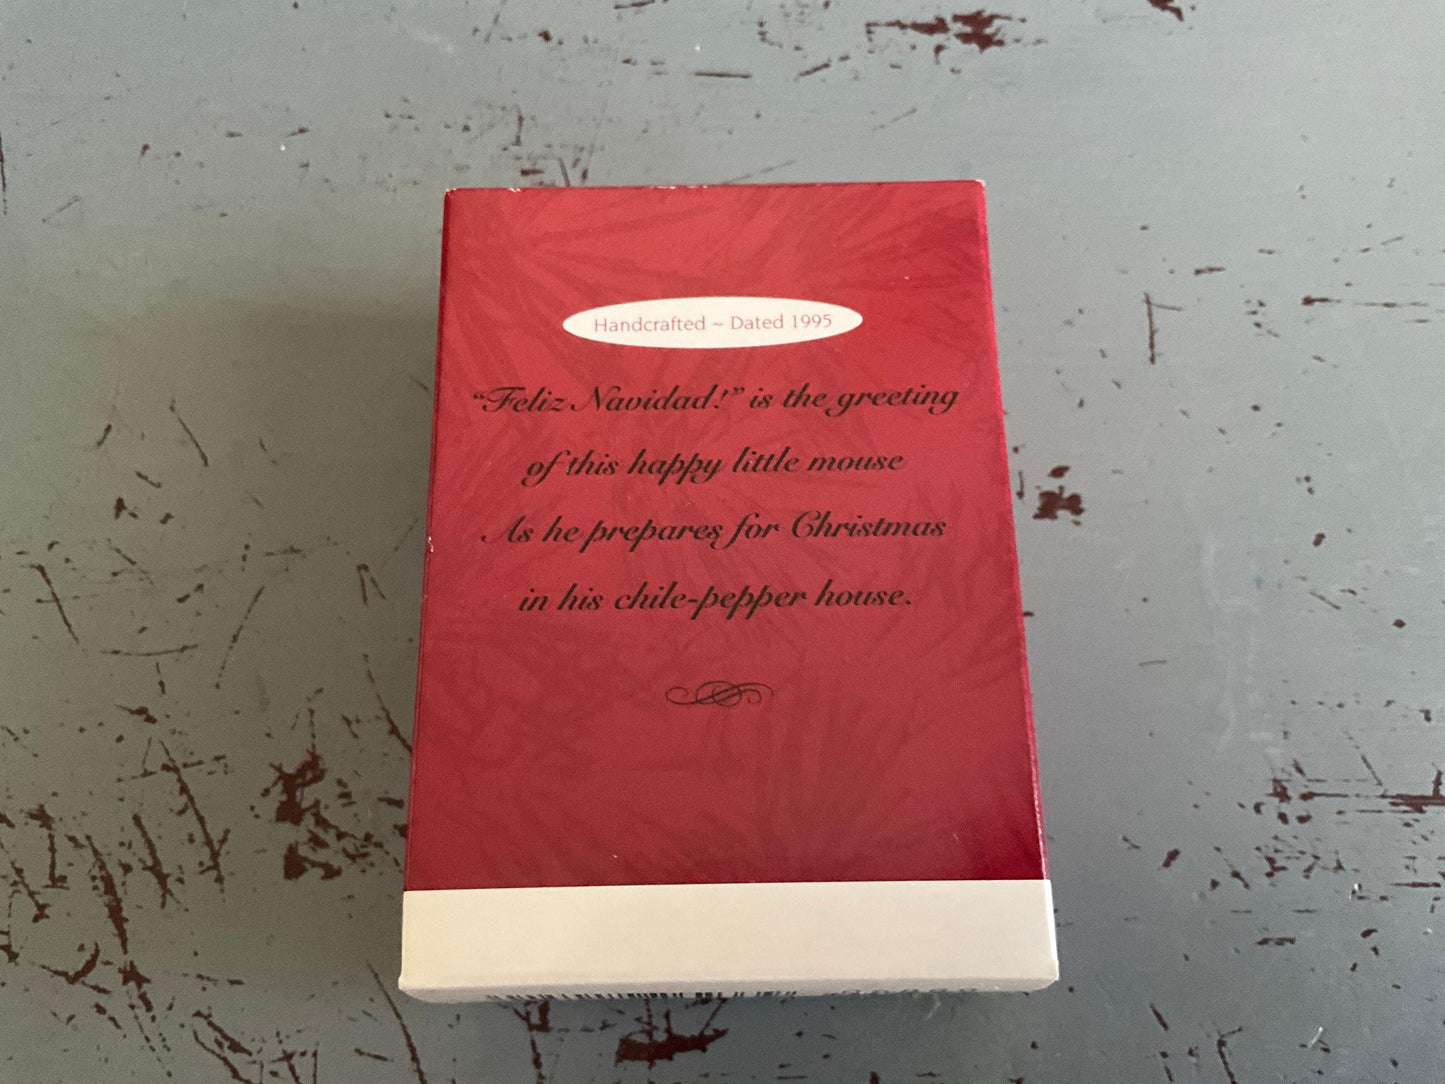 Handcrafted ~ Dated 1995
"Feliz Navidad!" is the greeting
of this happy little mouse
As he prepares for Christmas
in his chile-pepper house.